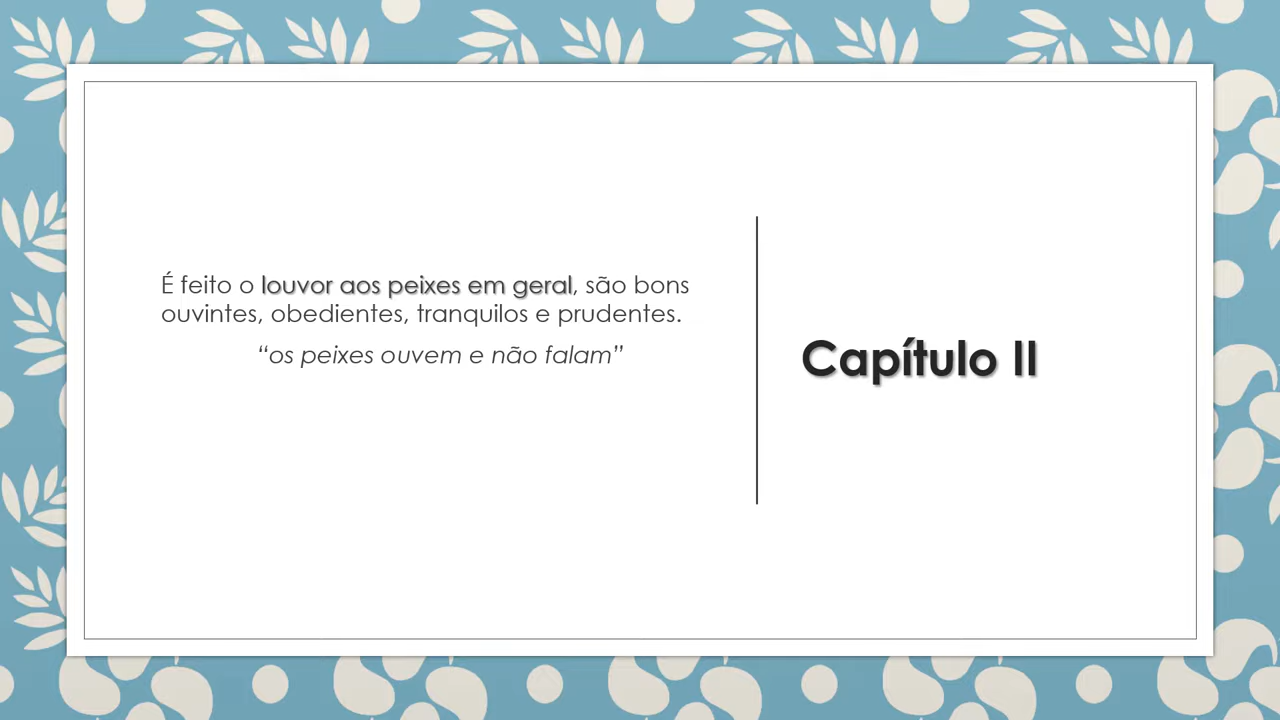 É feito o louvor aos peixes em geral, são bons
ouvintes, obedientes, tranquilos e prudentes.
“os peixes ouvem e não falam”
Capítulo II